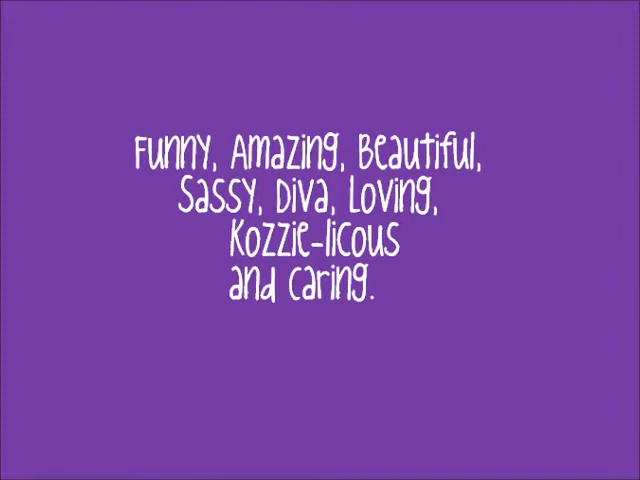 Funny, Amazing, Beautiful,
Sassy, Diva, Loving,
Kozzie-licous
and caring.